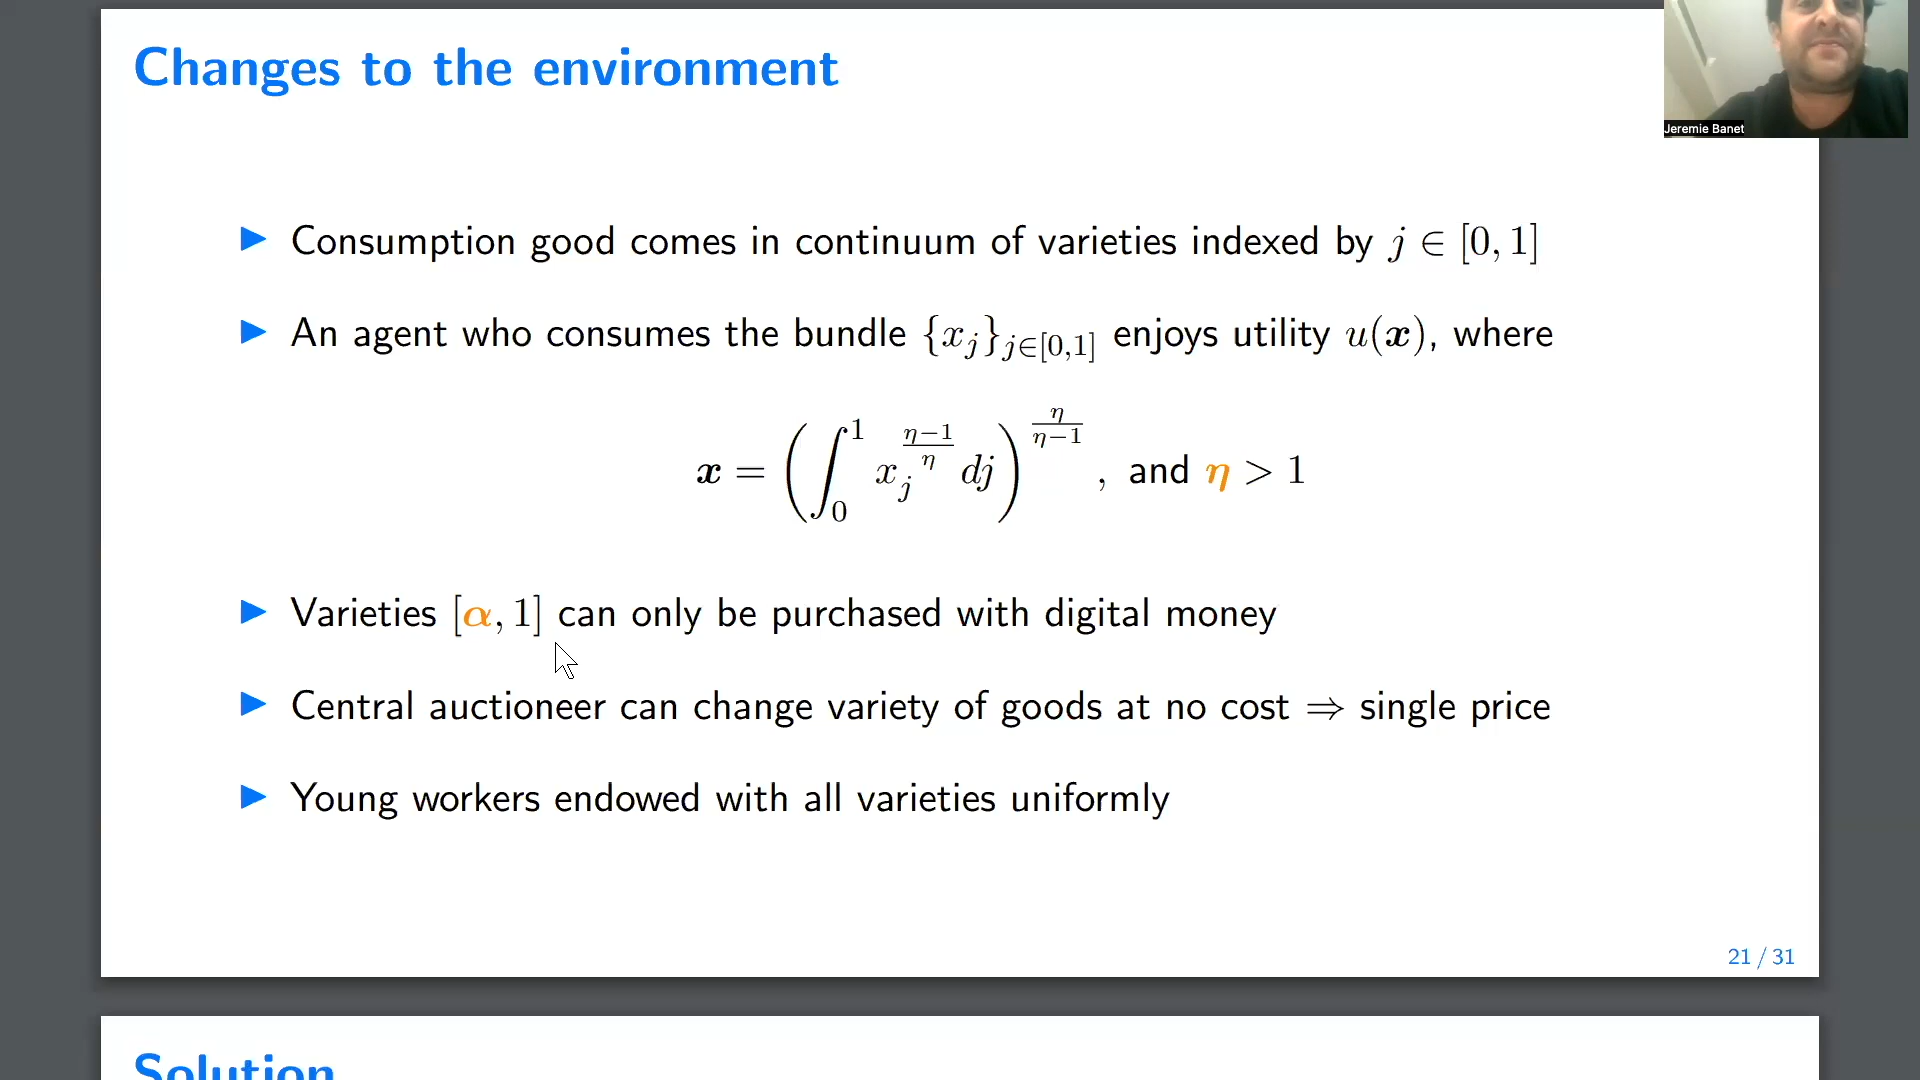 Changes to the environment
Jeremie Banet
▶ Consumption good comes in continuum of varieties indexed by j ∈ [0, 1]
▶ An agent who consumes the bundle {x_j}_{j∈[0,1]} enjoys utility u(𝒙), where
𝒙 = ( ∫_0^1 x_j^{(η−1)/η} dj )^{η/(η−1)} , and η > 1
▶ Varieties [α, 1] can only be purchased with digital money
▶ Central auctioneer can change variety of goods at no cost ⇒ single price
▶ Young workers endowed with all varieties uniformly
21 / 31
Solution